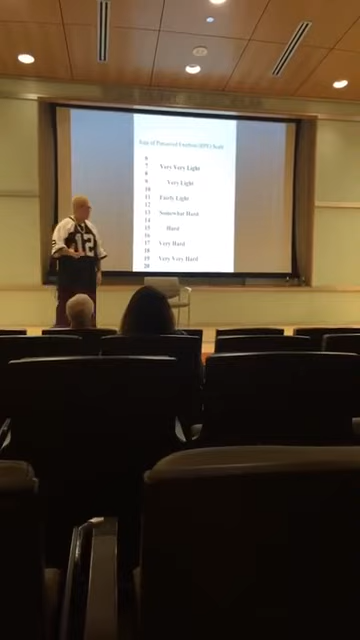 Rate of Perceived Exertion (RPE) Scale
6
7 Very Very Light
8
9 Very Light
10
11 Fairly Light
12
13 Somewhat Hard
14
15 Hard
16
17 Very Hard
18
19 Very Very Hard
20
12